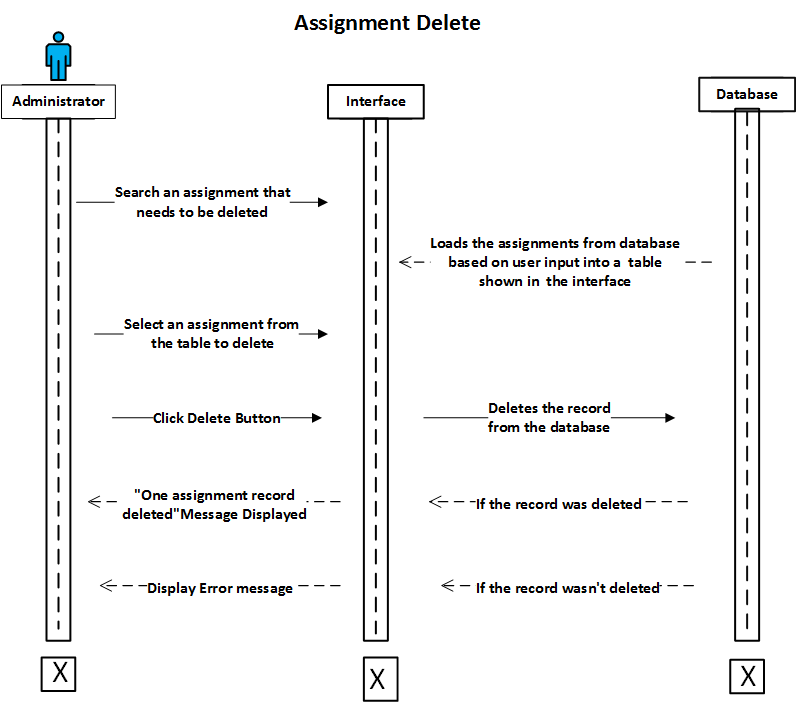 Assignment Delete
Administrator
Interface
Database
Search an assignment that
needs to be deleted
Loads the assignments from database
based on user input into a table
shown in the interface
Select an assignment from
the table to delete
Click Delete Button
Deletes the record
from the database
"One assignment record
deleted"Message Displayed
If the record was deleted
Display Error message
If the record wasn't deleted
X
X
X